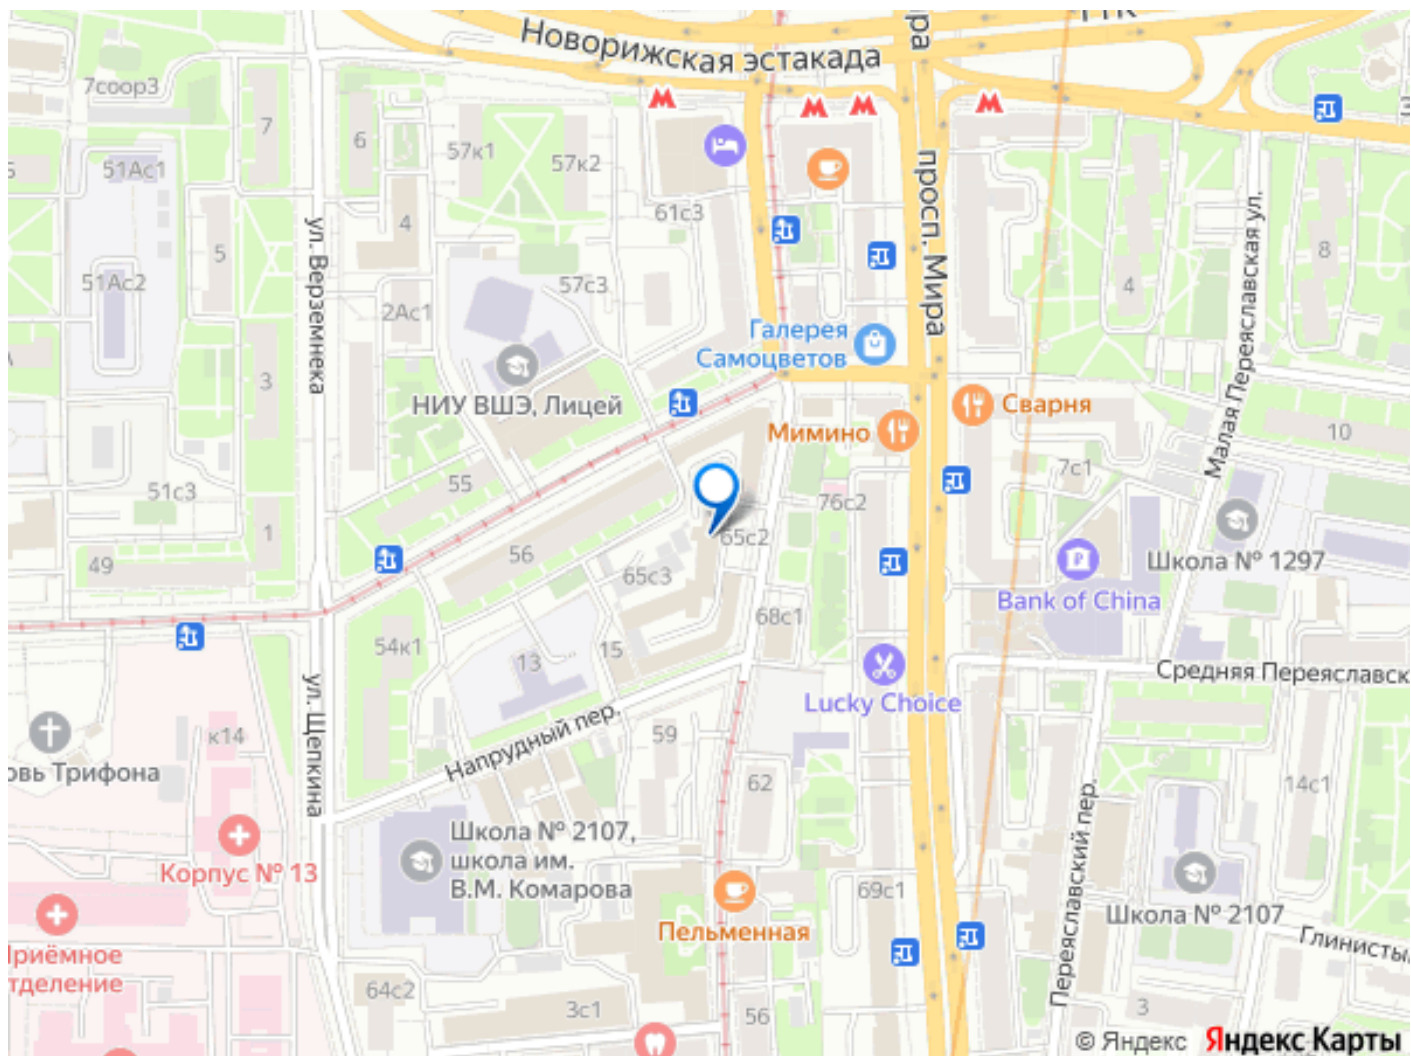 Новорижская эстакада
7соор3
7
6
57к1
57к2
51Ас1
61с3
просп. Мира
4
5
ул. Верземнека
51Ас2
57с3
2Ас1
4
8
Малая Переяславская ул.
Галерея
Самоцветов
3
НИУ ВШЭ, Лицей
Сварня
Мимино
10
7с1
55
51с3
76с2
1
65с2
56
49
65с3
Школа № 1297
Bank of China
68с1
54к1
13
15
Средняя Переяславск
ул. Щепкина
Lucky Choice
Напрудный пер.
59
к14
овь Трифона
62
14с1
Переяславский пер.
Школа № 2107,
школа им.
В.М. Комарова
Корпус № 13
69с1
Школа № 2107
Пельменная
Глинисты
Приёмное
тделение
64с2
3с1
56
3
© Яндекс Яндекс Карты